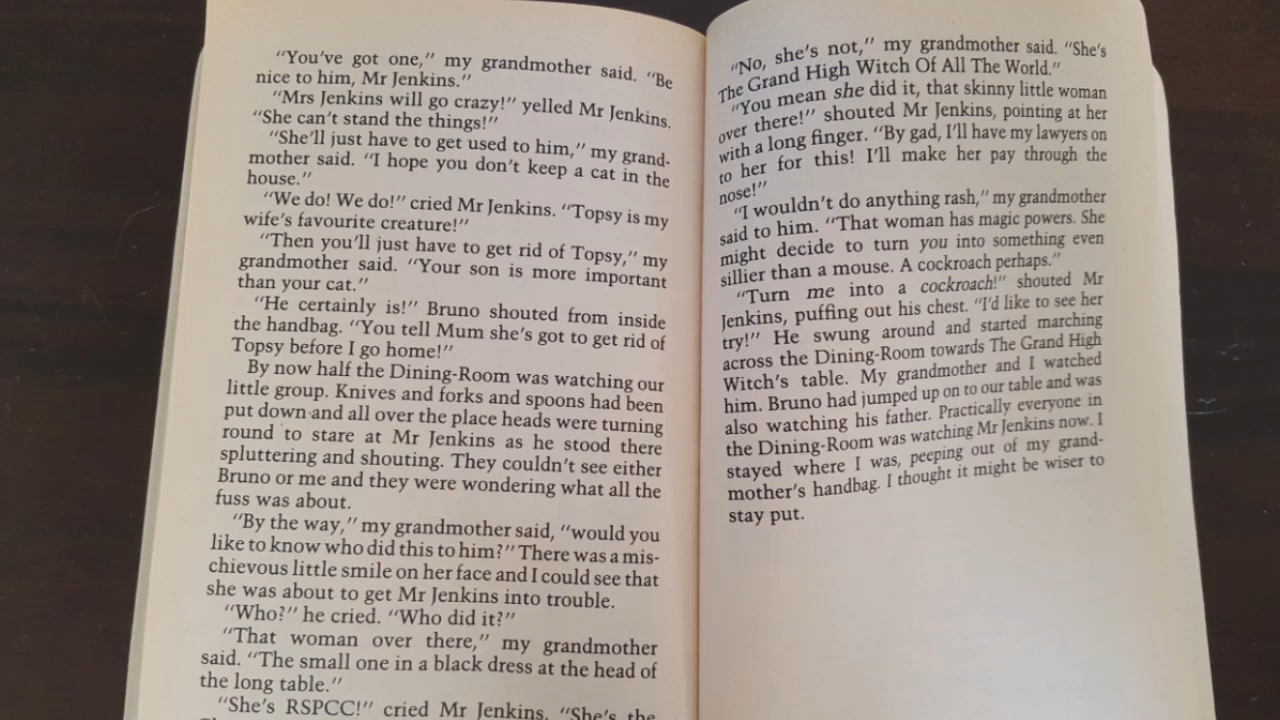 “You've got one,” my grandmother said. “Be
nice to him, Mr Jenkins.”
“Mrs Jenkins will go crazy!” yelled Mr Jenkins.
“She can't stand the things!”
“She'll just have to get used to him,” my grand-
mother said. “I hope you don't keep a cat in the
house.”
“We do! We do!” cried Mr Jenkins. “Topsy is my
wife's favourite creature!”
“Then you'll just have to get rid of Topsy,” my
grandmother said. “Your son is more important
than your cat.”
“He certainly is!” Bruno shouted from inside
the handbag. “You tell Mum she's got to get rid of
Topsy before I go home!”
By now half the Dining-Room was watching our
little group. Knives and forks and spoons had been
put down and all over the place heads were turning
round to stare at Mr Jenkins as he stood there
spluttering and shouting. They couldn't see either
Bruno or me and they were wondering what all the
fuss was about.
“By the way,” my grandmother said, “would you
like to know who did this to him?” There was a mis-
chievous little smile on her face and I could see that
she was about to get Mr Jenkins into trouble.
“Who?” he cried. “Who did it?”
“That woman over there,” my grandmother
said. “The small one in a black dress at the head of
the long table.”
“She's RSPCC!” cried Mr Jenkins. “She's the
“No, she's not,” my grandmother said. “She's
The Grand High Witch Of All The World.”
“You mean she did it, that skinny little woman
over there!” shouted Mr Jenkins, pointing at her
with a long finger. “By gad, I'll have my lawyers on
to her for this! I'll make her pay through the
nose!”
“I wouldn't do anything rash,” my grandmother
said to him. “That woman has magic powers. She
might decide to turn you into something even
sillier than a mouse. A cockroach perhaps.”
“Turn me into a cockroach!” shouted Mr
Jenkins, puffing out his chest. “I'd like to see her
try!” He swung around and started marching
across the Dining-Room towards The Grand High
Witch's table. My grandmother and I watched
him. Bruno had jumped up on to our table and was
also watching his father. Practically everyone in
the Dining-Room was watching Mr Jenkins now. I
stayed where I was, peeping out of my grand-
mother's handbag. I thought it might be wiser to
stay put.